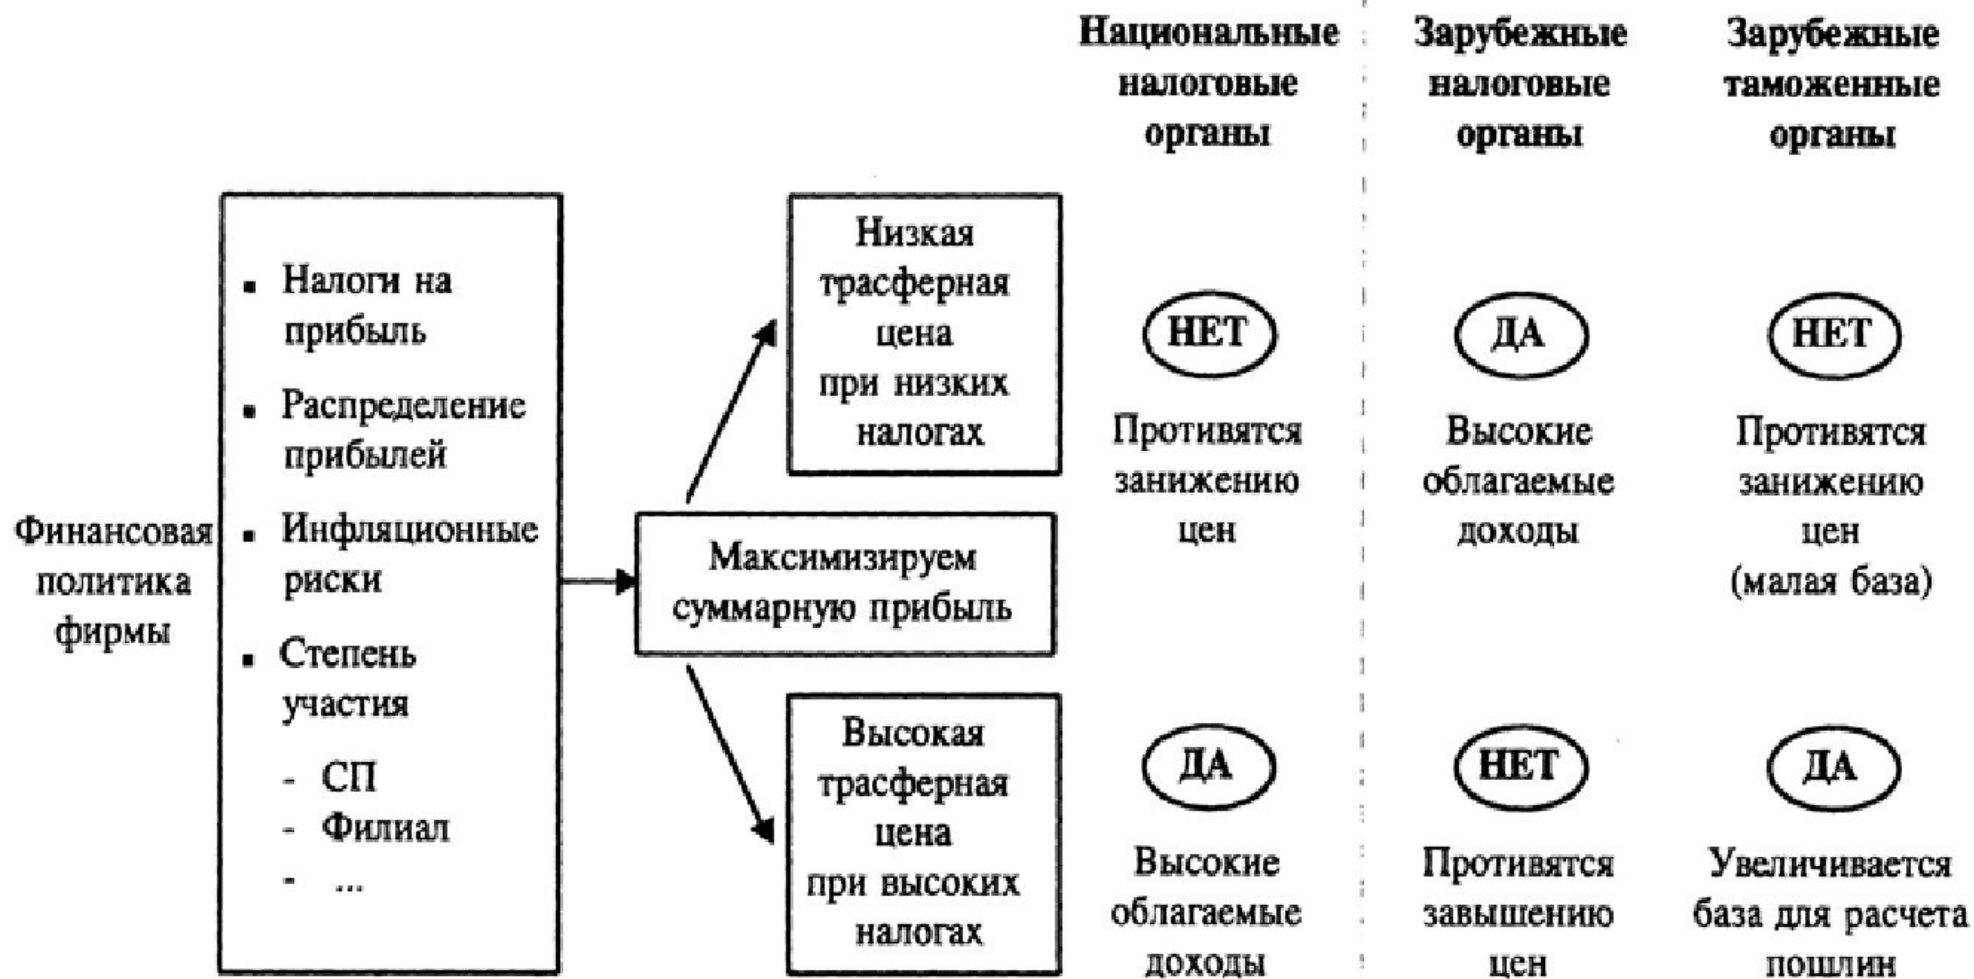 Национальные
налоговые
органы
Зарубежные
налоговые
органы
Зарубежные
таможенные
органы
Финансовая
политика
фирмы
▪ Налоги на
прибыль
▪ Распределение
прибылей
▪ Инфляционные
риски
▪ Степень
участия
- СП
- Филиал
- ...
Максимизируем
суммарную прибыль
Низкая
трасферная
цена
при низких
налогах
НЕТ
Противятся
занижению
цен
ДА
Высокие
облагаемые
доходы
НЕТ
Противятся
занижению
цен
(малая база)
Высокая
трасферная
цена
при высоких
налогах
ДА
Высокие
облагаемые
доходы
НЕТ
Противятся
завышению
цен
ДА
Увеличивается
база для расчета
пошлин